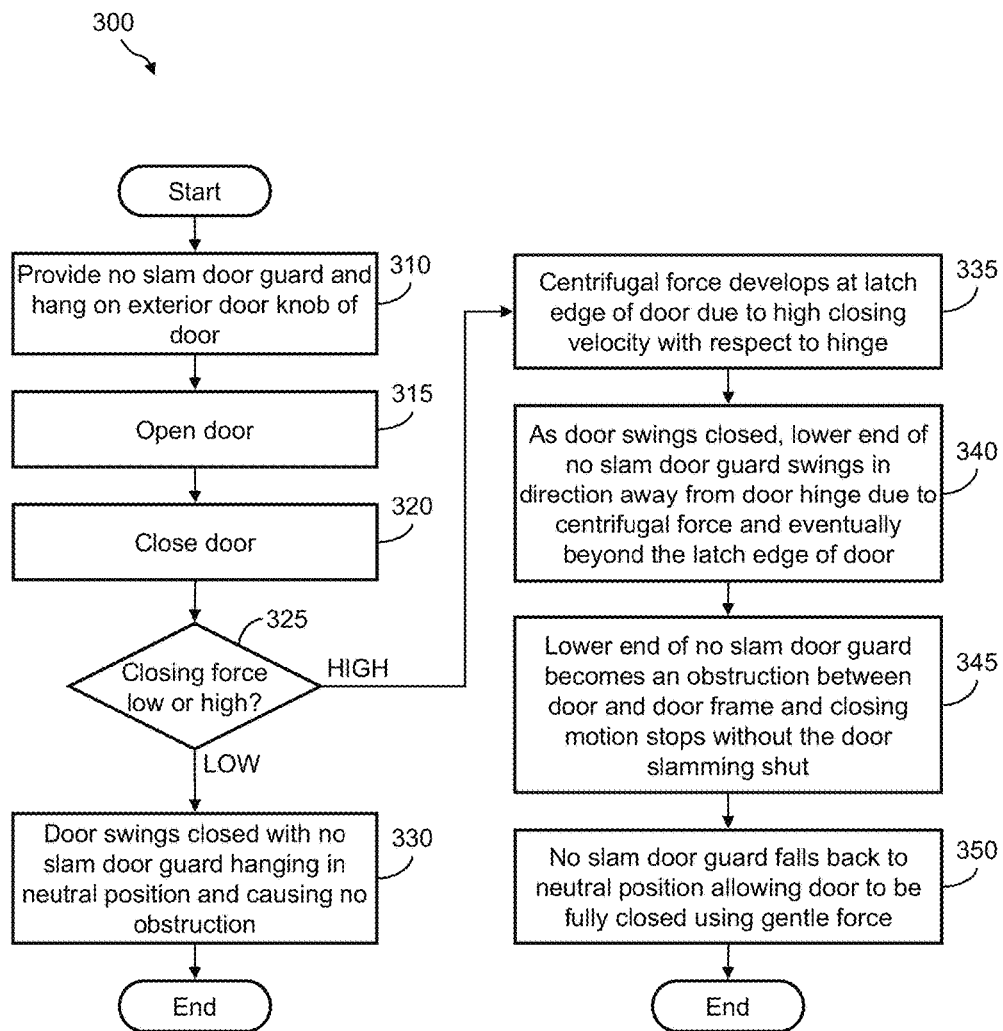 300
Start
Provide no slam door guard and
hang on exterior door knob of
door
310
Open door
315
Close door
320
Closing force
low or high?
325
HIGH
LOW
Door swings closed with no
slam door guard hanging in
neutral position and causing no
obstruction
330
End
Centrifugal force develops at latch
edge of door due to high closing
velocity with respect to hinge
335
As door swings closed, lower end of
no slam door guard swings in
direction away from door hinge due to
centrifugal force and eventually
beyond the latch edge of door
340
Lower end of no slam door guard
becomes an obstruction between
door and door frame and closing
motion stops without the door
slamming shut
345
No slam door guard falls back to
neutral position allowing door to be
fully closed using gentle force
350
End